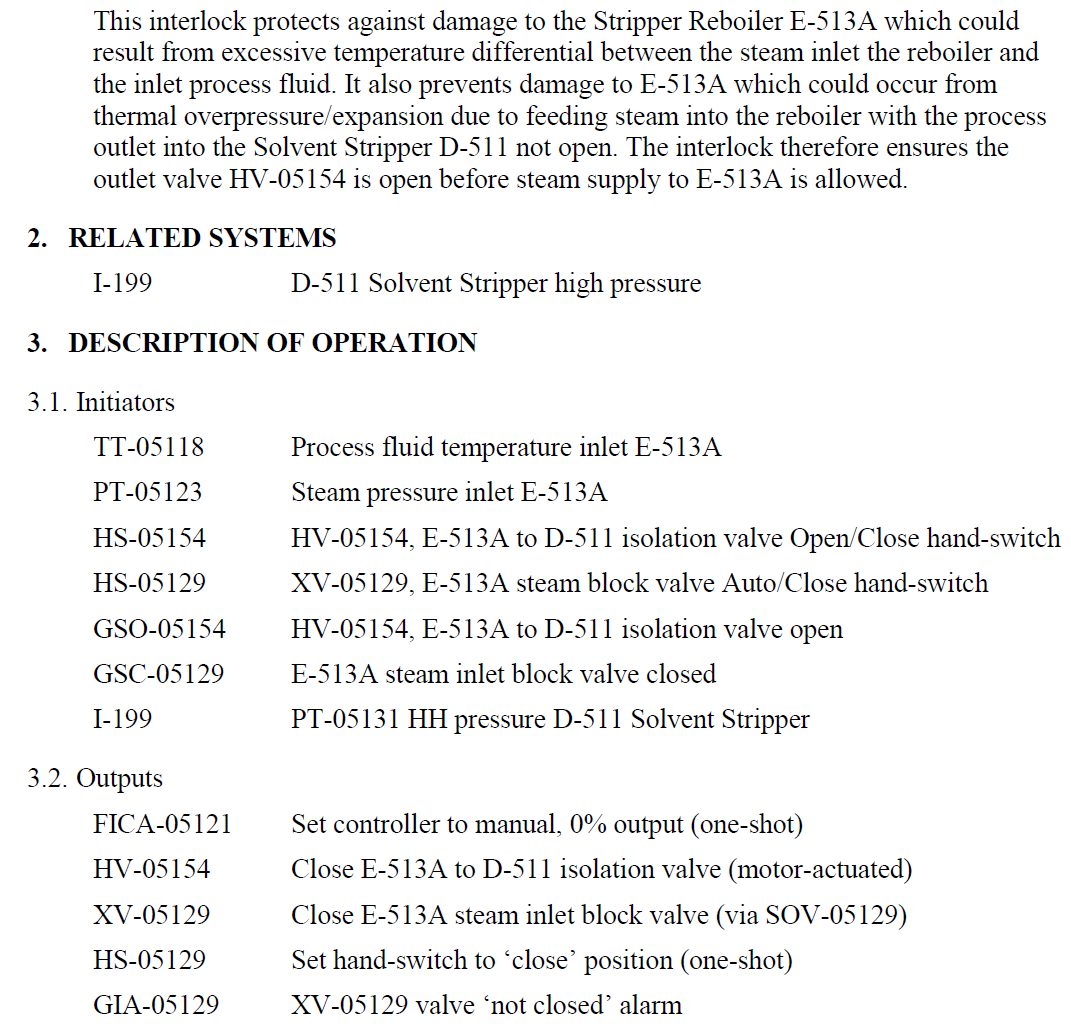 This interlock protects against damage to the Stripper Reboiler E-513A which could
result from excessive temperature differential between the steam inlet the reboiler and
the inlet process fluid. It also prevents damage to E-513A which could occur from
thermal overpressure/expansion due to feeding steam into the reboiler with the process
outlet into the Solvent Stripper D-511 not open. The interlock therefore ensures the
outlet valve HV-05154 is open before steam supply to E-513A is allowed.
2. RELATED SYSTEMS
I-199 D-511 Solvent Stripper high pressure
3. DESCRIPTION OF OPERATION
3.1. Initiators
TT-05118 Process fluid temperature inlet E-513A
PT-05123 Steam pressure inlet E-513A
HS-05154 HV-05154, E-513A to D-511 isolation valve Open/Close hand-switch
HS-05129 XV-05129, E-513A steam block valve Auto/Close hand-switch
GSO-05154 HV-05154, E-513A to D-511 isolation valve open
GSC-05129 E-513A steam inlet block valve closed
I-199 PT-05131 HH pressure D-511 Solvent Stripper
3.2. Outputs
FICA-05121 Set controller to manual, 0% output (one-shot)
HV-05154 Close E-513A to D-511 isolation valve (motor-actuated)
XV-05129 Close E-513A steam inlet block valve (via SOV-05129)
HS-05129 Set hand-switch to ‘close’ position (one-shot)
GIA-05129 XV-05129 valve ‘not closed’ alarm